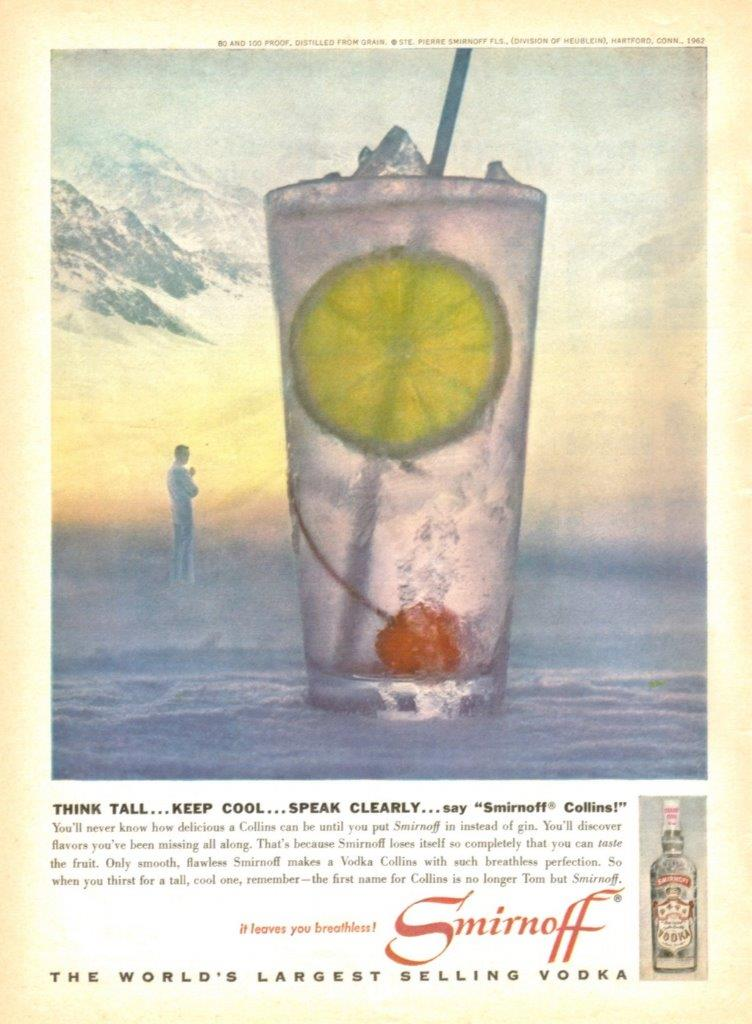 80 AND 100 PROOF. DISTILLED FROM GRAIN. © STE. PIERRE SMIRNOFF FLS., (DIVISION OF HEUBLEIN), HARTFORD, CONN., 1962
THINK TALL...KEEP COOL...SPEAK CLEARLY...say “Smirnoff® Collins!”
You'll never know how delicious a Collins can be until you put Smirnoff in instead of gin. You'll discover
flavors you've been missing all along. That's because Smirnoff loses itself so completely that you can taste
the fruit. Only smooth, flawless Smirnoff makes a Vodka Collins with such breathless perfection. So
when you thirst for a tall, cool one, remember—the first name for Collins is no longer Tom but Smirnoff.
it leaves you breathless!
Smirnoff®
THE WORLD'S LARGEST SELLING VODKA
SMIRNOFF
VODKA